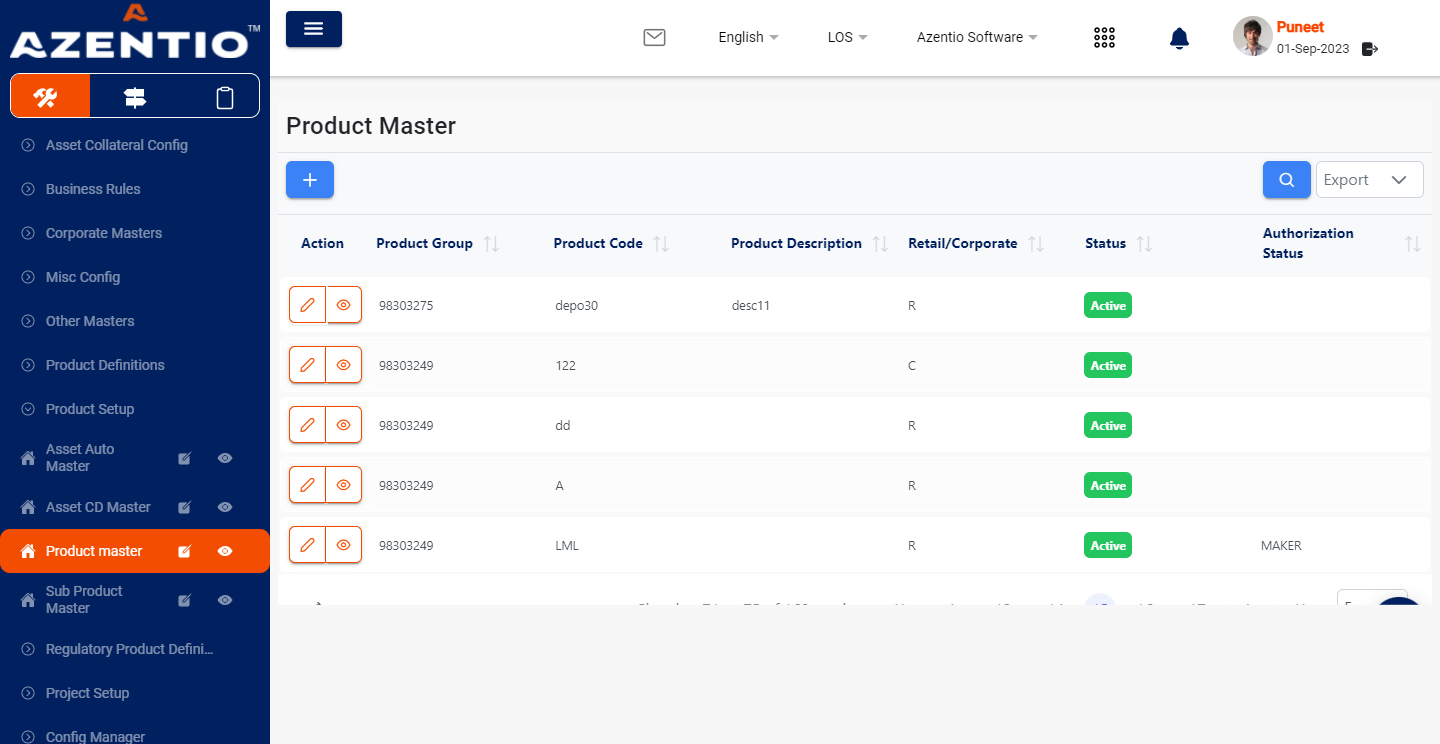 AZENTIO™
English
LOS
Azentio Software
Puneet
01-Sep-2023
Asset Collateral Config
Business Rules
Corporate Masters
Misc Config
Other Masters
Product Definitions
Product Setup
Asset Auto
Master
Asset CD Master
Product master
Sub Product
Master
Regulatory Product Defini...
Project Setup
Config Manager
Product Master
Export
Action
Product Group
Product Code
Product Description
Retail/Corporate
Status
Authorization
Status
98303275 depo30 desc11 R Active
98303249 122 C Active
98303249 dd R Active
98303249 A R Active
98303249 LML R Active MAKER